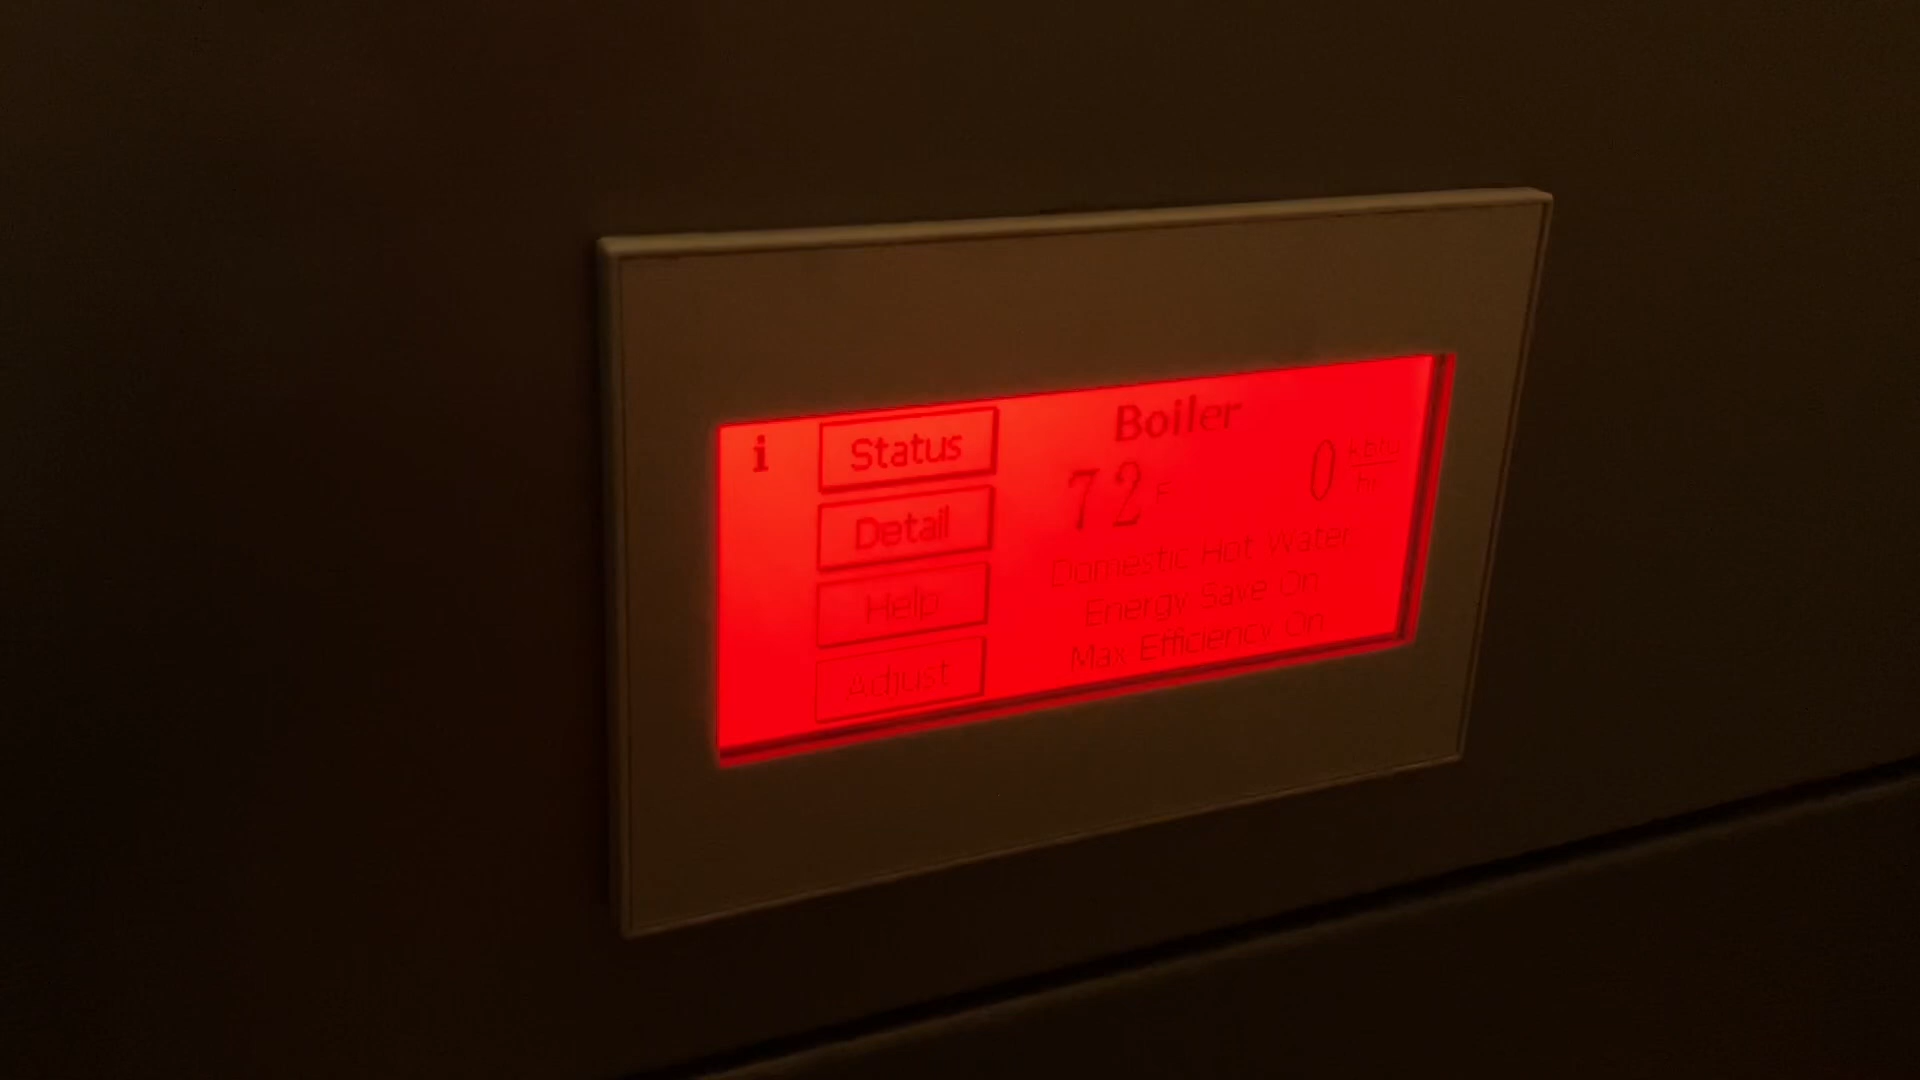 i
Status
Detail
Help
Adjust
Boiler
72 F
0 kbtu
hr
Domestic Hot Water
Energy Save On
Max Efficiency On